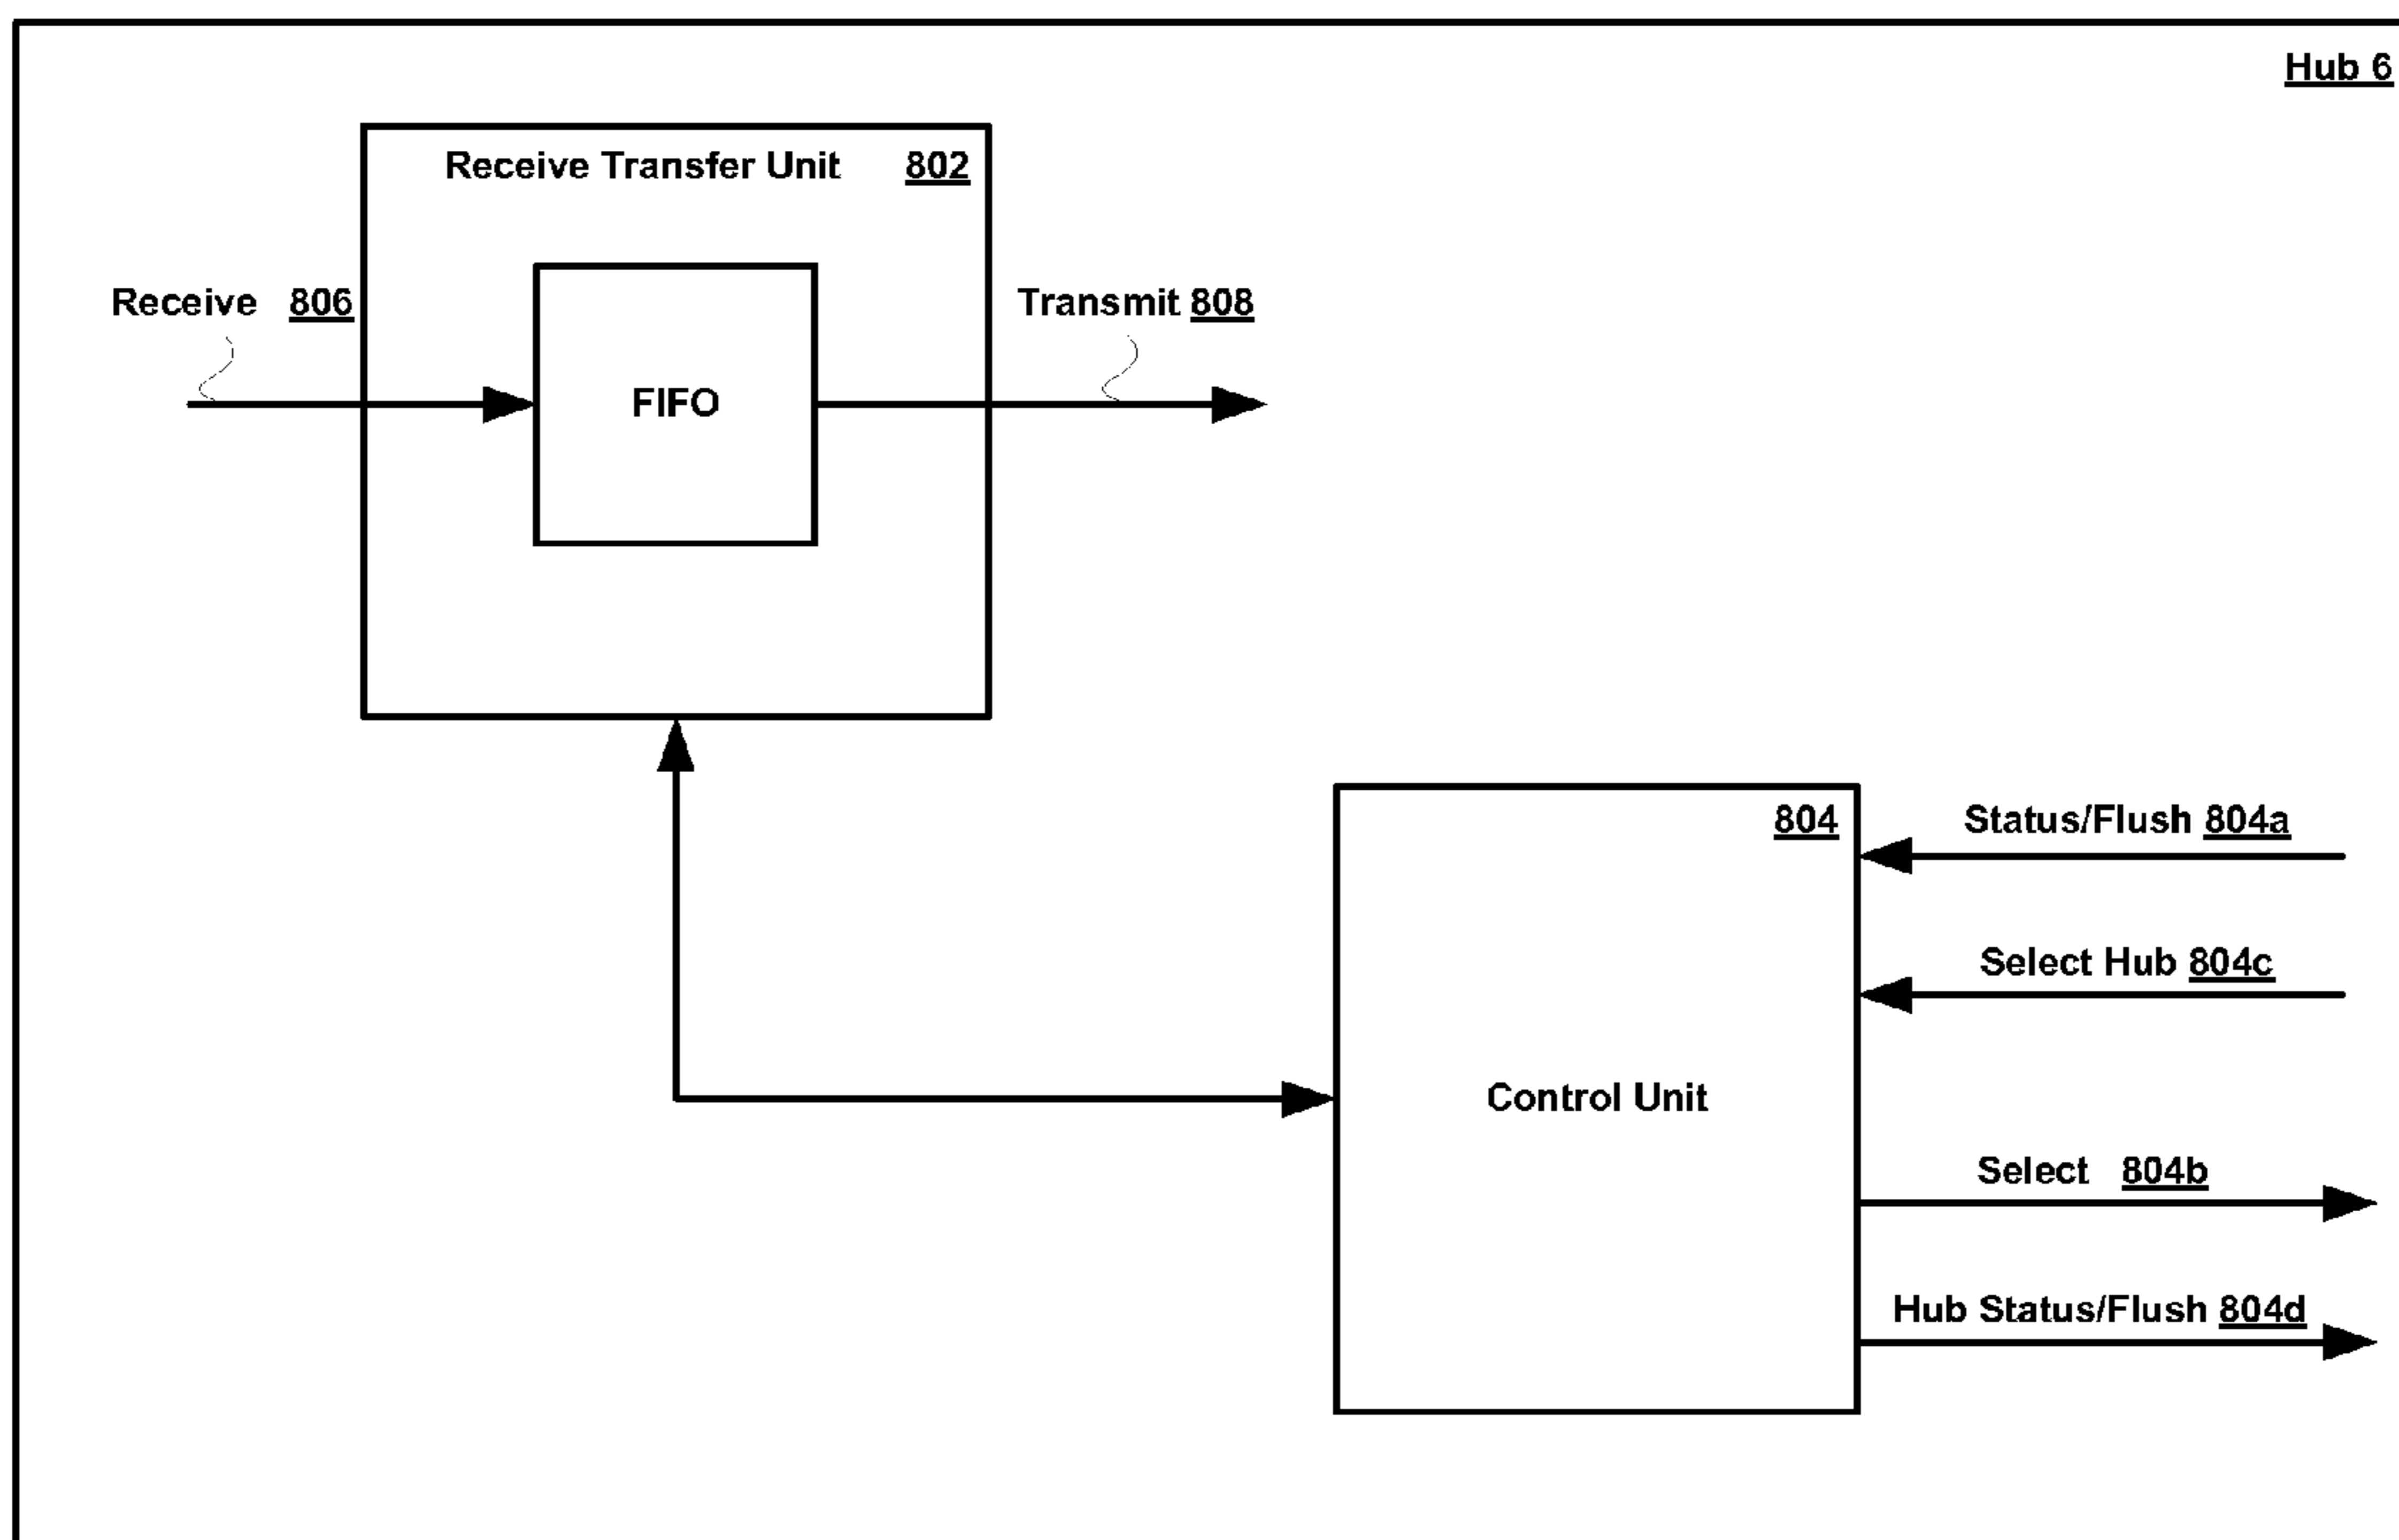 Hub 6
Receive Transfer Unit 802
Receive 806
Transmit 808
FIFO
804
Status/Flush 804a
Select Hub 804c
Control Unit
Select 804b
Hub Status/Flush 804d